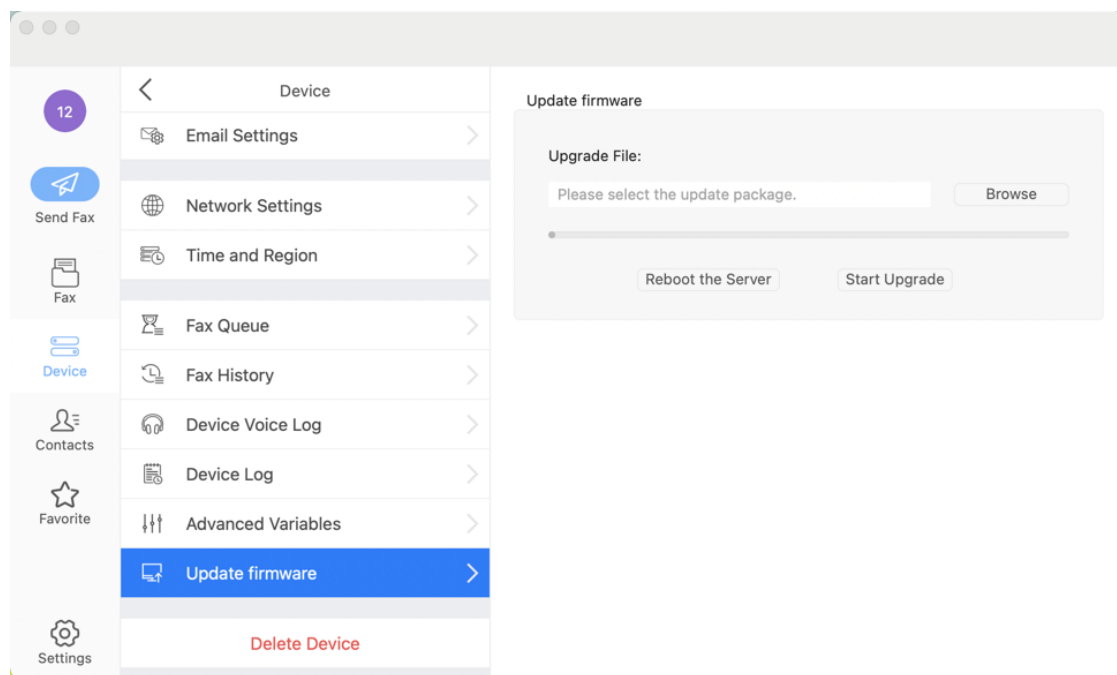 12
Send Fax
Fax
Device
Contacts
Favorite
Settings
Device
Email Settings
Network Settings
Time and Region
Fax Queue
Fax History
Device Voice Log
Device Log
Advanced Variables
Update firmware
Delete Device
Update firmware
Upgrade File:
Please select the update package.
Browse
Reboot the Server
Start Upgrade